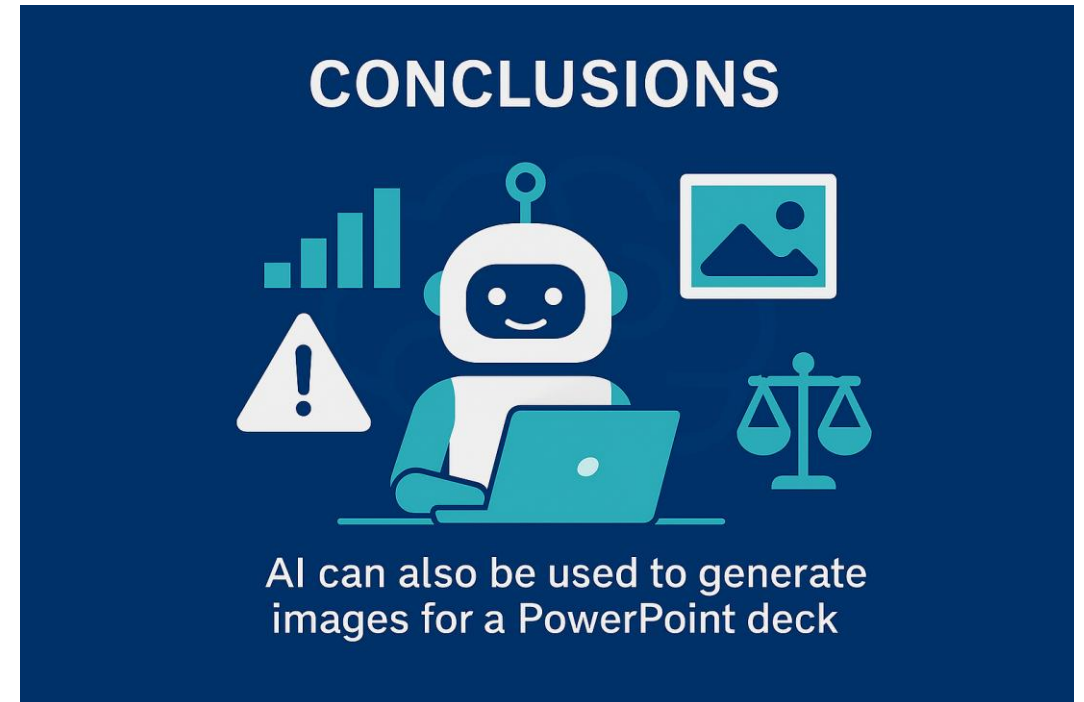 CONCLUSIONS
AI can also be used to generate
images for a PowerPoint deck